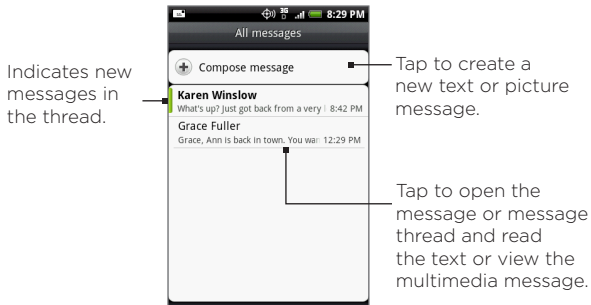 3G
8:29 PM
All messages
Compose message
Karen Winslow
What's up? Just got back from a very
8:42 PM
Grace Fuller
Grace, Ann is back in town. You wan
12:29 PM
Indicates new
messages in
the thread.
Tap to create a
new text or picture
message.
Tap to open the
message or message
thread and read
the text or view the
multimedia message.